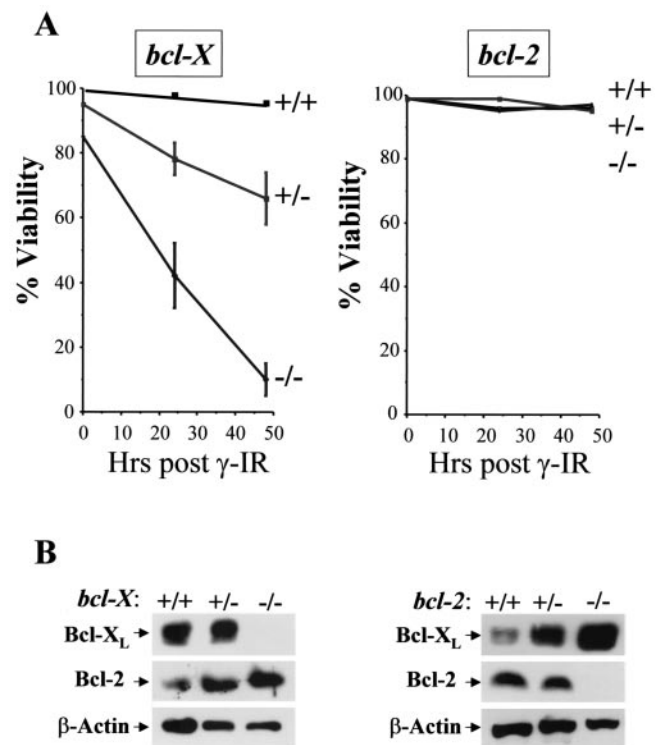 A
bcl-X
bcl-2
% Viability
100
80
60
40
20
0
+/+
+/-
-/-
0 10 20 30 40 50
Hrs post γ-IR
% Viability
100
80
60
40
20
0
+/+
+/-
-/-
0 10 20 30 40 50
Hrs post γ-IR
B
bcl-X: +/+ +/- -/-
Bcl-XL
Bcl-2
β-Actin
bcl-2: +/+ +/- -/-
Bcl-XL
Bcl-2
β-Actin